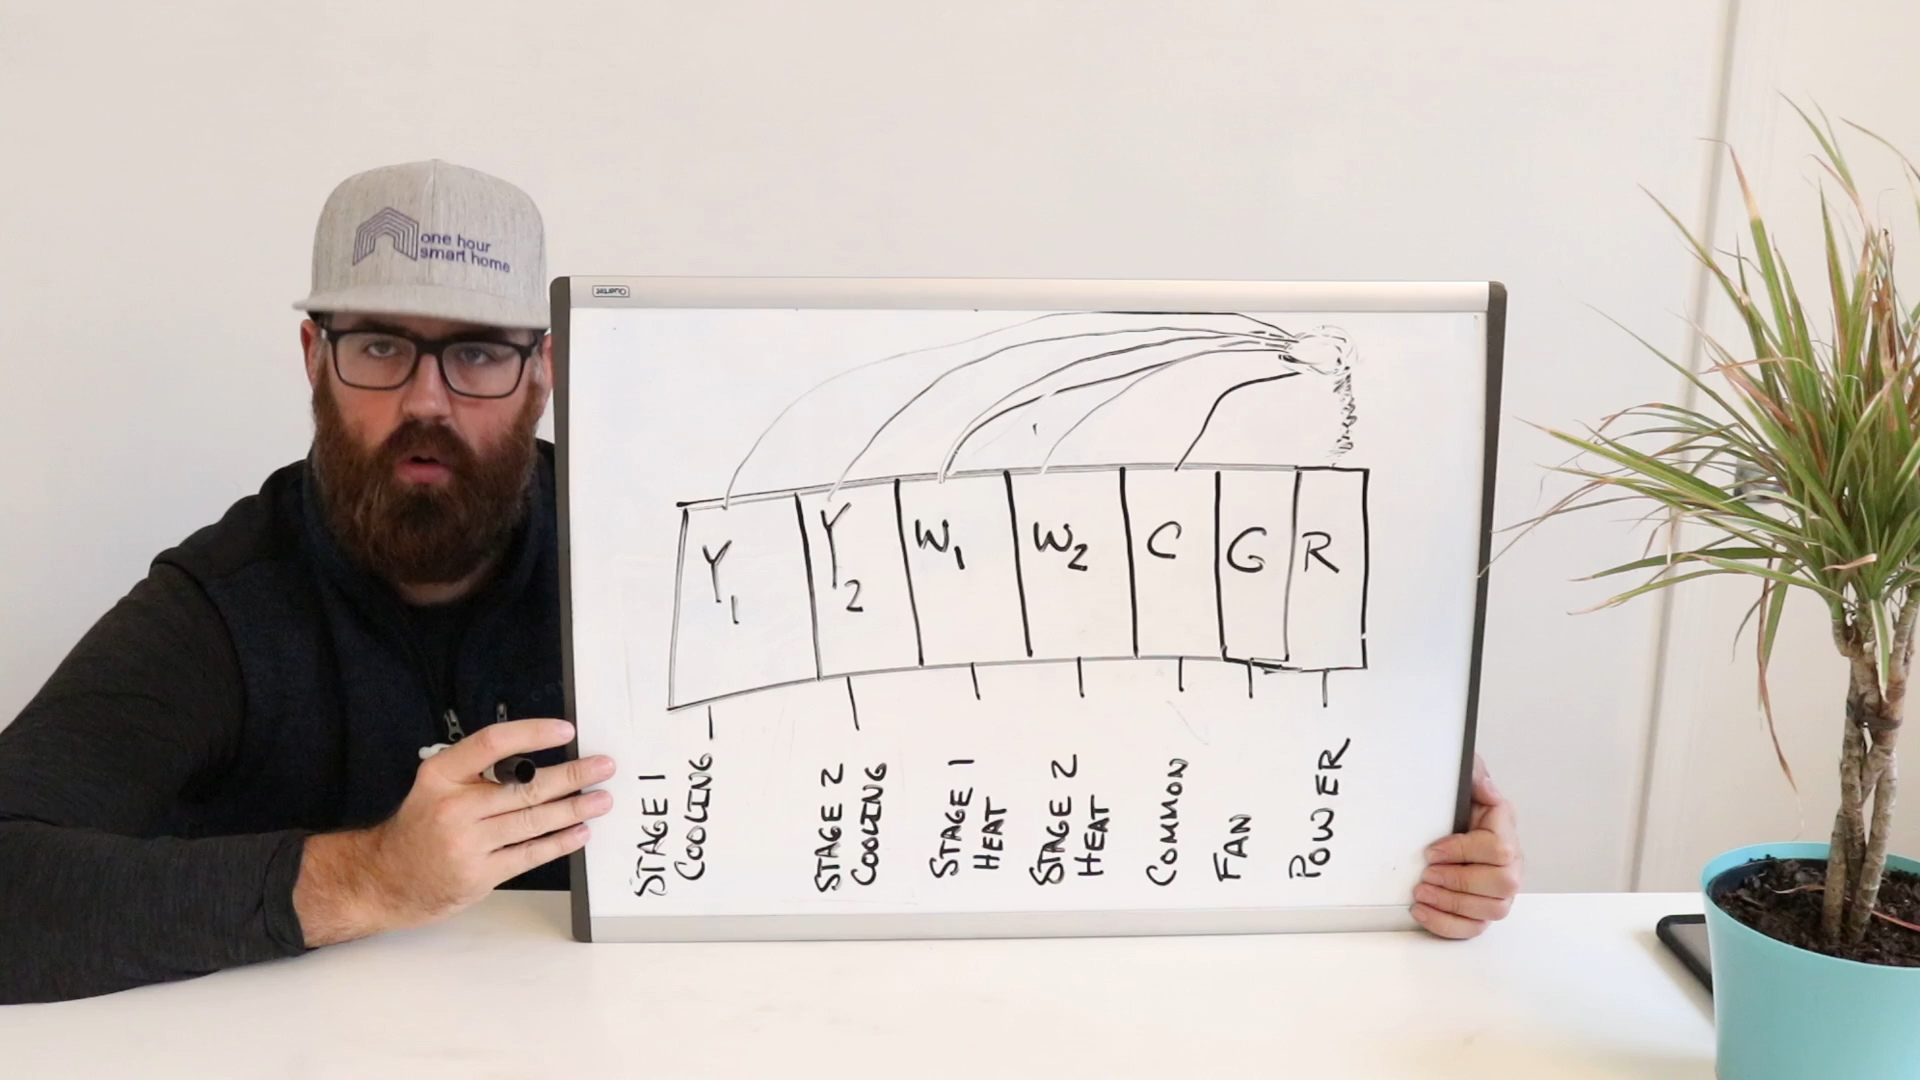 one hour
smart home
Quartet
Y1
Y2
W1
W2
C
G
R
STAGE 1
COOLING
STAGE 2
COOLING
STAGE 1
HEAT
STAGE 2
HEAT
COMMON
FAN
POWER